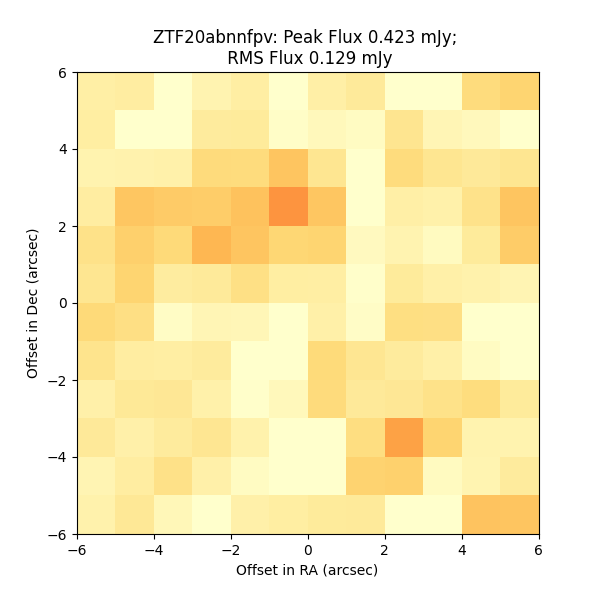 ZTF20abnnfpv: Peak Flux 0.423 mJy;
RMS Flux 0.129 mJy
6
4
2
0
−2
−4
−6
Offset in Dec (arcsec)
−6 −4 −2 0 2 4 6
Offset in RA (arcsec)